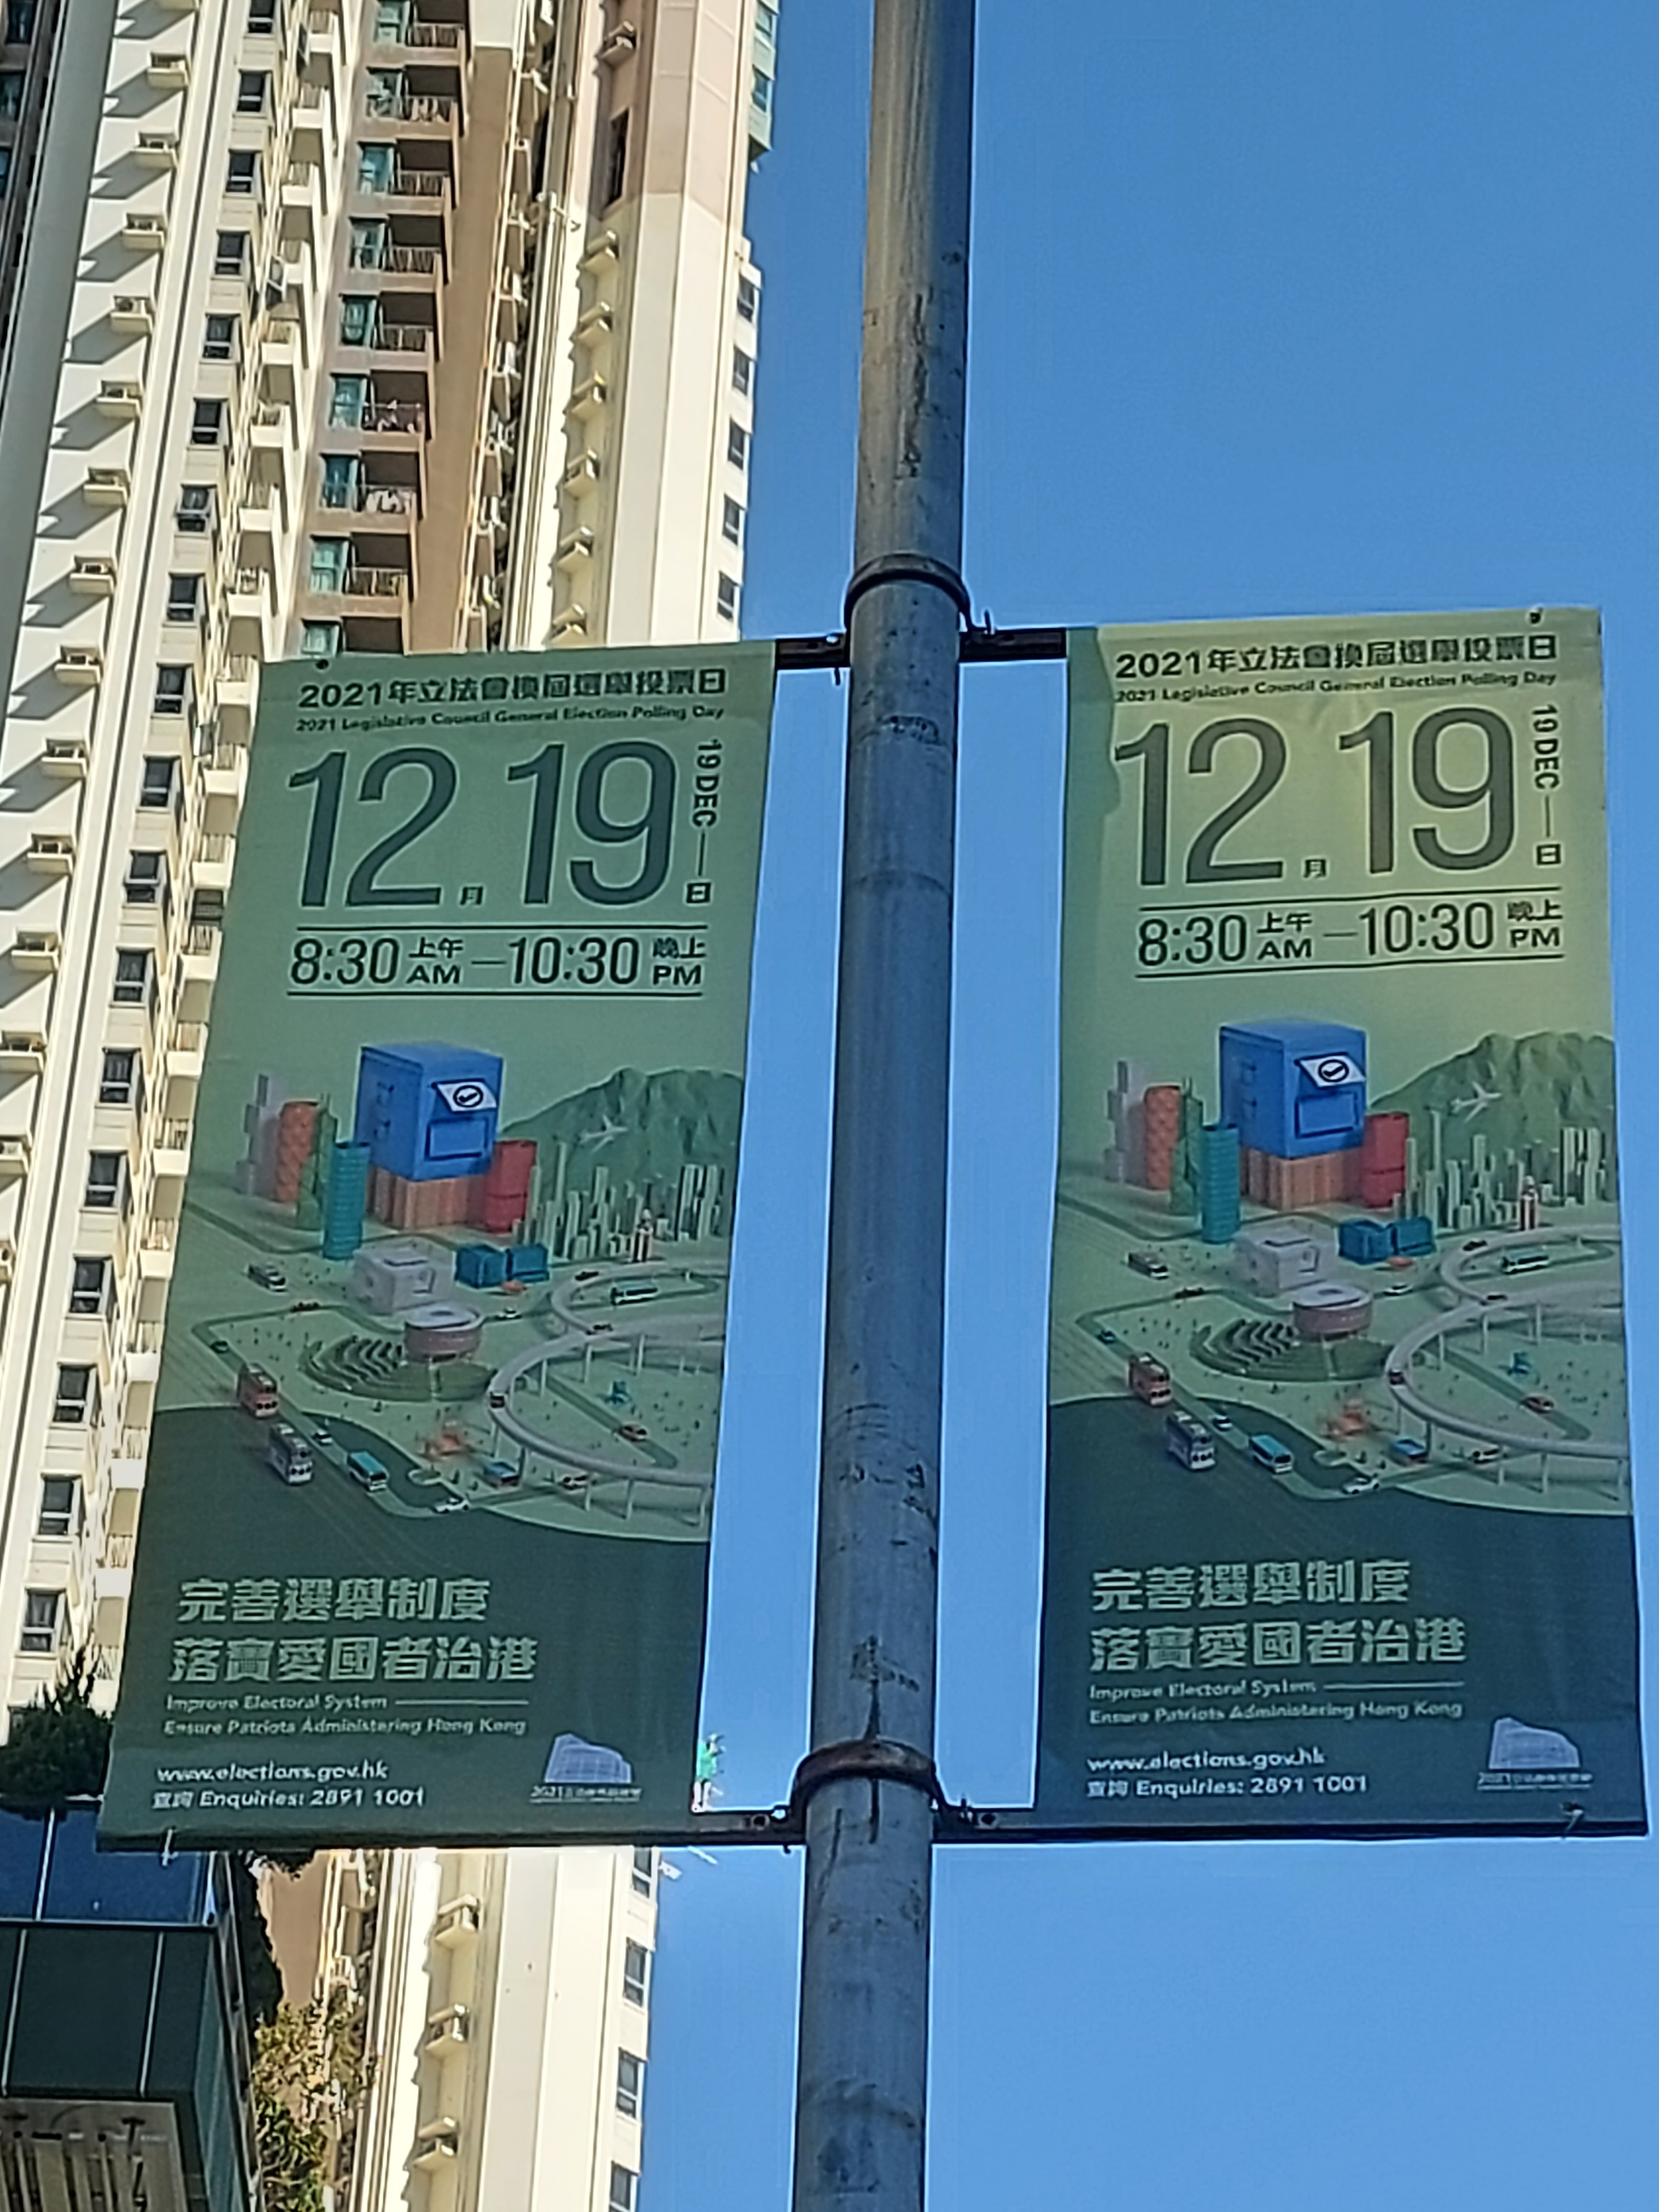 2021年立法會換屆選舉投票日
2021 Legislative Council General Election Polling Day
12月19日
19 DEC
8:30 上午 AM — 10:30 晚上 PM
完善選舉制度
落實愛國者治港
Improve Electoral System
Ensure Patriots Administering Hong Kong
www.elections.gov.hk
查詢 Enquiries: 2891 1001
2021年立法會換屆選舉投票日
2021 Legislative Council General Election Polling Day
12月19日
19 DEC
8:30 上午 AM — 10:30 晚上 PM
完善選舉制度
落實愛國者治港
Improve Electoral System
Ensure Patriots Administering Hong Kong
www.elections.gov.hk
查詢 Enquiries: 2891 1001